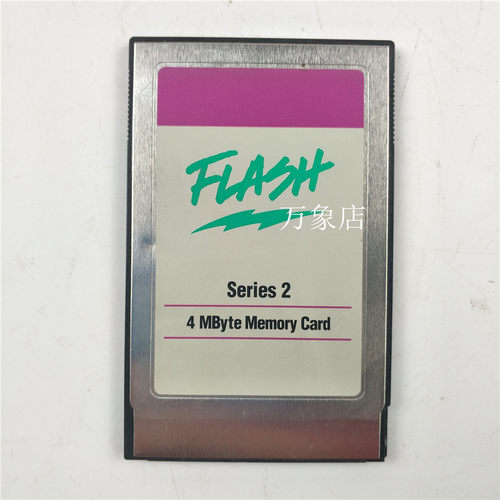 FLASH
万象店
Series 2
4 MByte Memory Card